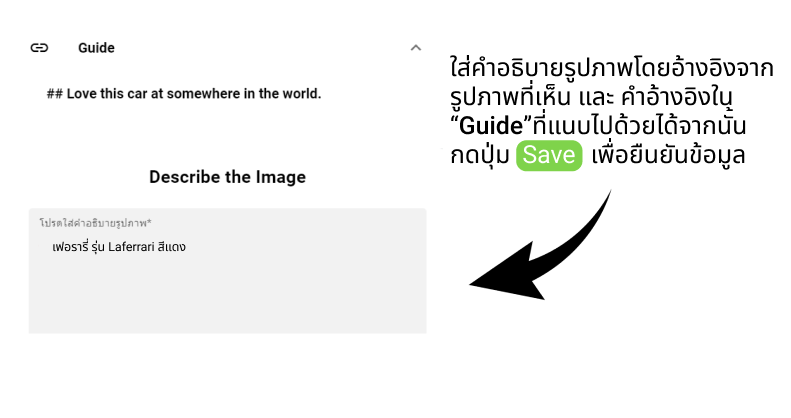 Guide
## Love this car at somewhere in the world.
Describe the Image
โปรดใส่คำอธิบายรูปภาพ*
เฟอรารี่ รุ่น Laferrari สีแดง
ใส่คำอธิบายรูปภาพโดยอ้างอิงจาก
รูปภาพที่เห็น และ คำอ้างอิงใน
“Guide”ที่แนบไปด้วยได้จากนั้น
กดปุ่ม Save เพื่อยืนยันข้อมูล